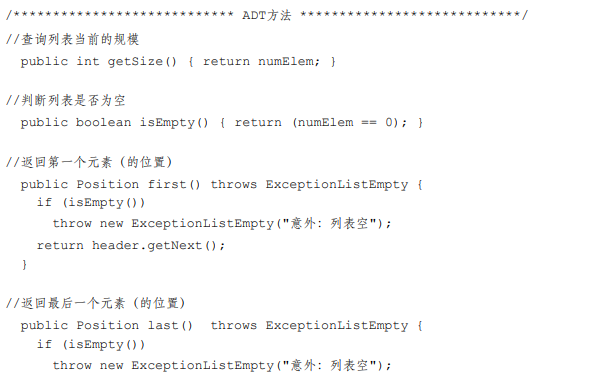 /**************************** ADT方法 ****************************/
//查询列表当前的规模
public int getSize() { return numElem; }
//判断列表是否为空
public boolean isEmpty() { return (numElem == 0); }
//返回第一个元素（的位置）
public Position first() throws ExceptionListEmpty {
if (isEmpty())
throw new ExceptionListEmpty("意外：列表空");
return header.getNext();
}
//返回最后一个元素（的位置）
public Position last()  throws ExceptionListEmpty {
if (isEmpty())
throw new ExceptionListEmpty("意外：列表空");